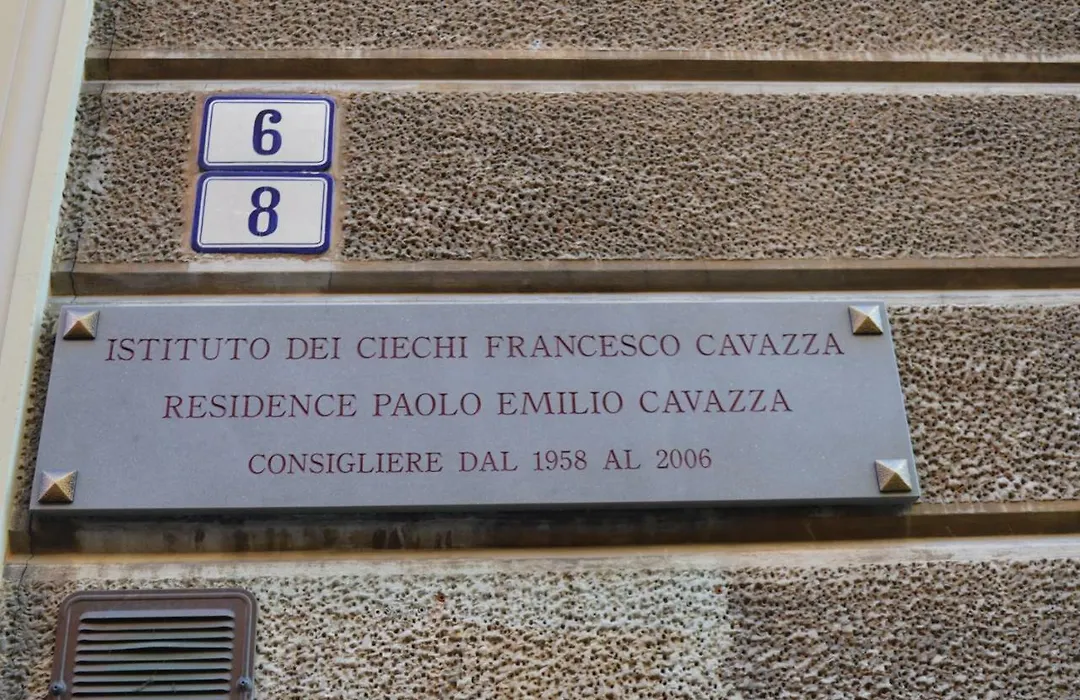 6
8
ISTITUTO DEI CIECHI FRANCESCO CAVAZZA
RESIDENCE PAOLO EMILIO CAVAZZA
CONSIGLIERE DAL 1958 AL 2006